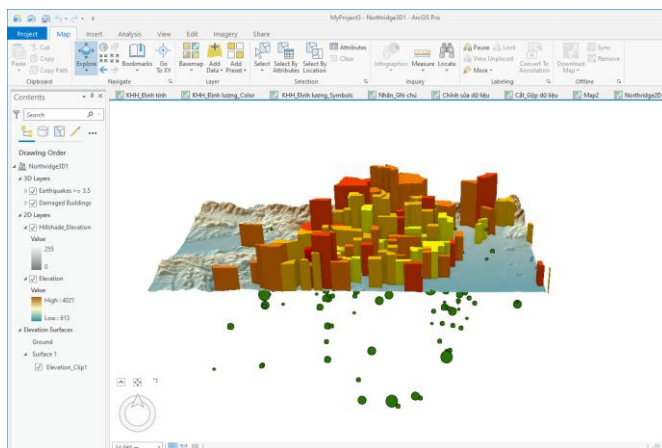 MyProject3 - Northridge3D1 - ArcGIS Pro
Project Map Insert Analysis View Edit Imagery Share
Paste
Cut
Copy
Copy Path
Clipboard
Explore
Bookmarks
Go To XY
Navigate
Basemap
Add Data
Add Preset
Layer
Select
Select By Attributes
Select By Location
Attributes
Clear
Selection
Infographics
Measure
Locate
Inquiry
Pause
Lock
View Unplaced
More
Convert To Annotation
Labeling
Download Map
Sync
Remove
Offline
Contents
Search
KHH_Định tính
KHH_Định lượng_Color
KHH_Định lượng_Symbols
Nhãn_Ghi chú
Chỉnh sửa dữ liệu
Cắt_Gộp dữ liệu
Map2
Northridge2D
Drawing Order
Northridge3D1
3D Layers
Earthquakes >= 3.5
Damaged Buildings
2D Layers
Hillshade_Elevation
Value
255
0
Elevation
Value
High : 4021
Low : 613
Elevation Surfaces
Ground
Surface 1
Elevation_Clip1